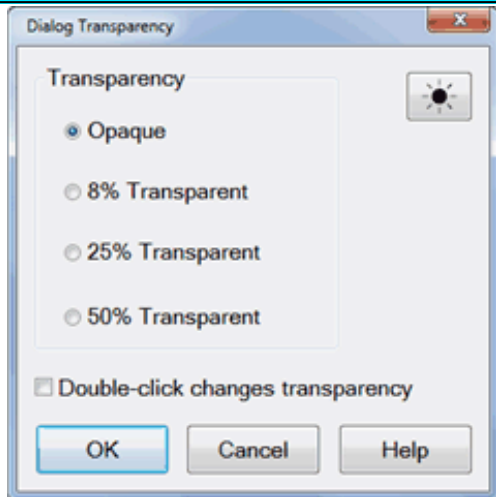 Dialog Transparency
Transparency
Opaque
8% Transparent
25% Transparent
50% Transparent
Double-click changes transparency
OK Cancel Help